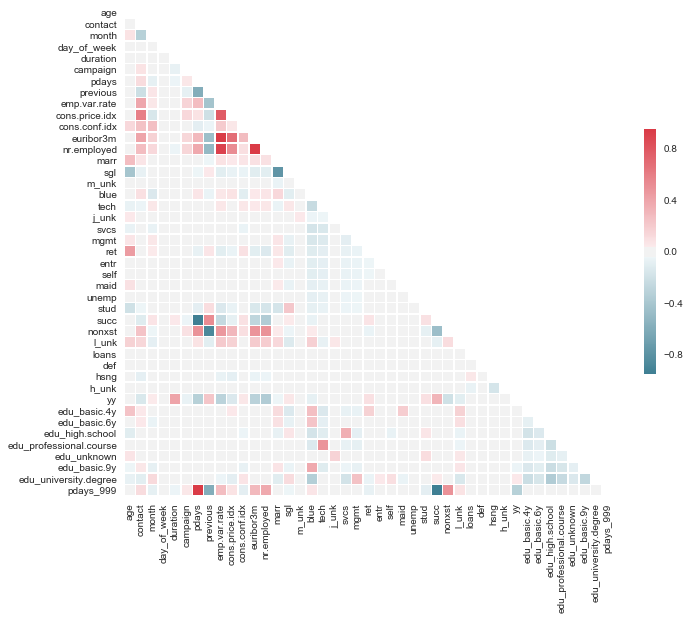 age
contact
month
day_of_week
duration
campaign
pdays
previous
emp.var.rate
cons.price.idx
cons.conf.idx
euribor3m
nr.employed
marr
sgl
m_unk
blue
tech
j_unk
svcs
mgmt
ret
entr
self
maid
unemp
stud
succ
nonxst
l_unk
loans
def
hsng
h_unk
yy
edu_basic.4y
edu_basic.6y
edu_high.school
edu_professional.course
edu_unknown
edu_basic.9y
edu_university.degree
pdays_999
age
contact
month
day_of_week
duration
campaign
pdays
previous
emp.var.rate
cons.price.idx
cons.conf.idx
euribor3m
nr.employed
marr
sgl
m_unk
blue
tech
j_unk
svcs
mgmt
ret
entr
self
maid
unemp
stud
succ
nonxst
l_unk
loans
def
hsng
h_unk
yy
edu_basic.4y
edu_basic.6y
edu_high.school
edu_professional.course
edu_unknown
edu_basic.9y
edu_university.degree
pdays_999
0.8
0.4
0.0
−0.4
−0.8